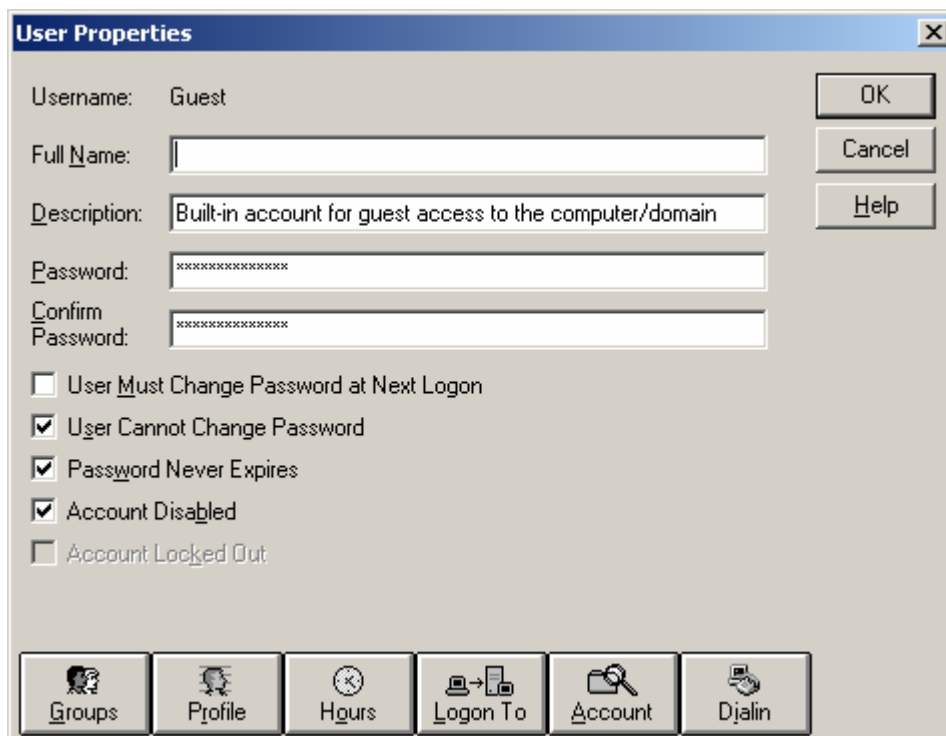 User Properties
Username: Guest
OK
Full Name:
Cancel
Description: Built-in account for guest access to the computer/domain
Help
Password: **************
Confirm
Password: **************
User Must Change Password at Next Logon
User Cannot Change Password
Password Never Expires
Account Disabled
Account Locked Out
Groups Profile Hours Logon To Account Dialin